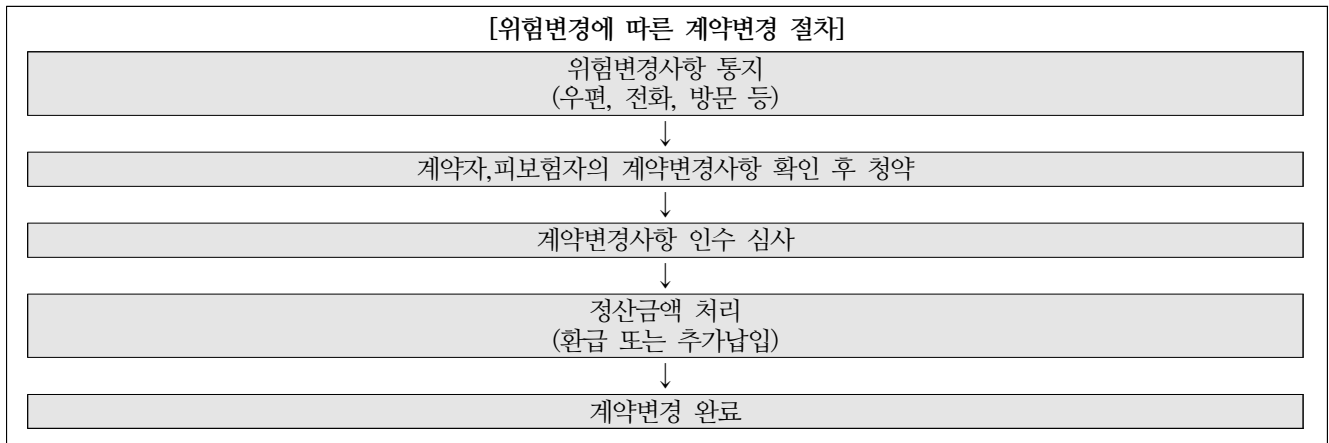 [위험변경에 따른 계약변경 절차]
위험변경사항 통지
(우편, 전화, 방문 등)
↓
계약자,피보험자의 계약변경사항 확인 후 청약
↓
계약변경사항 인수 심사
↓
정산금액 처리
(환급 또는 추가납입)
↓
계약변경 완료